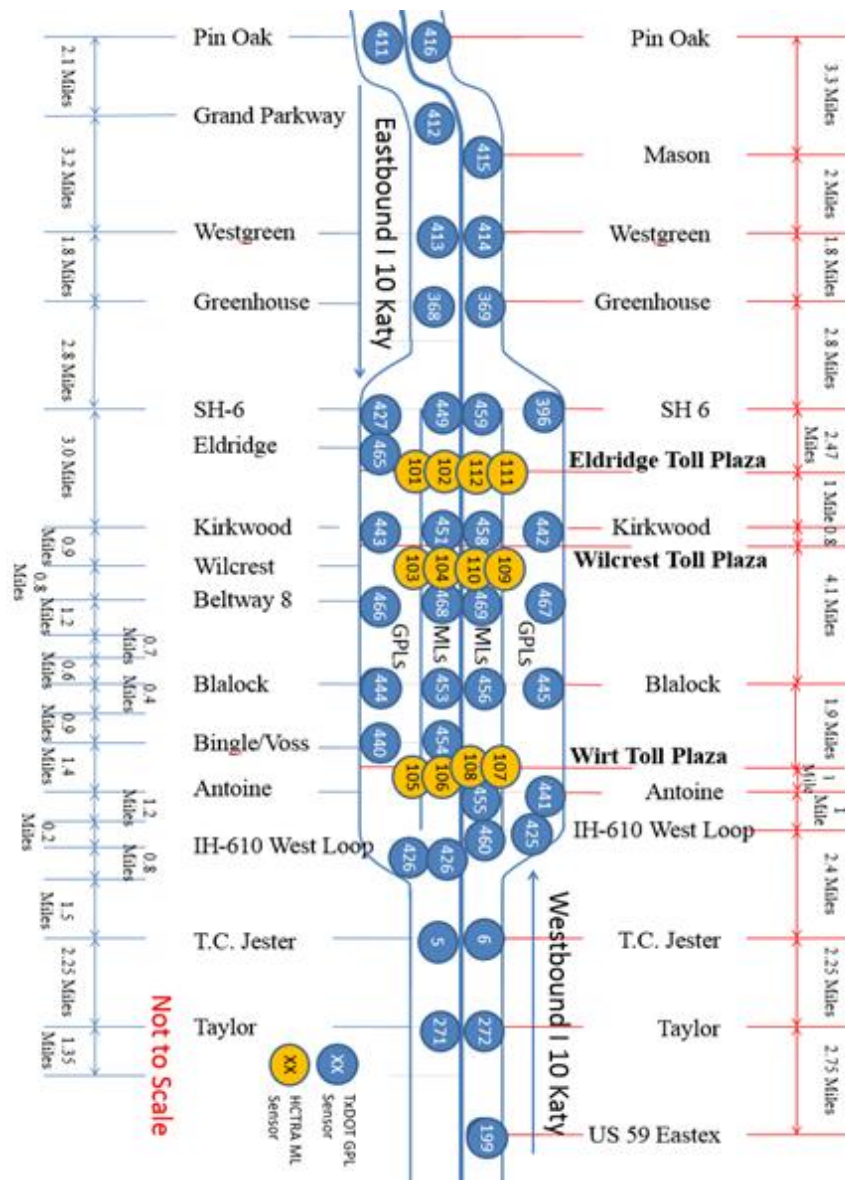 Pin Oak
411
416
Pin Oak
2.1 Miles
3.3 Miles
Grand Parkway
412
415
Mason
3.2 Miles
2 Miles
Eastbound I 10 Katy
Westgreen
413
414
Westgreen
1.8 Miles
1.8 Miles
Greenhouse
368
369
Greenhouse
2.8 Miles
2.8 Miles
SH-6
427
449
459
396
SH 6
2.47 Miles
Eldridge
465
101
102
112
111
Eldridge Toll Plaza
3.0 Miles
1 Mile
Kirkwood
443
451
458
442
Kirkwood
0.8
0.9 Miles
Wilcrest
103
104
110
109
Wilcrest Toll Plaza
0.8 Miles
Beltway 8
466
468
469
467
4.1 Miles
1.2 Miles
GPLs
MLs
MLs
GPLs
0.7 Miles
0.6
Blalock
444
453
456
445
Blalock
0.4 Miles
0.9
1.9 Miles
Bingle/Voss
440
454
105
106
108
107
Wirt Toll Plaza
1.4
1 Mile
Antoine
455
441
Antoine
1.2 Miles
1 Mile
0.2 Miles
460
425
IH-610 West Loop
IH-610 West Loop
426
426
0.8 Miles
2.4 Miles
1.5 Miles
Westbound I 10 Katy
T.C. Jester
5
6
T.C. Jester
2.25 Miles
2.25 Miles
Taylor
271
272
Taylor
1.35 Miles
2.75 Miles
Not to Scale
XX
HCTRA ML Sensor
XX
TxDOT GPL Sensor
199
US 59 Eastex